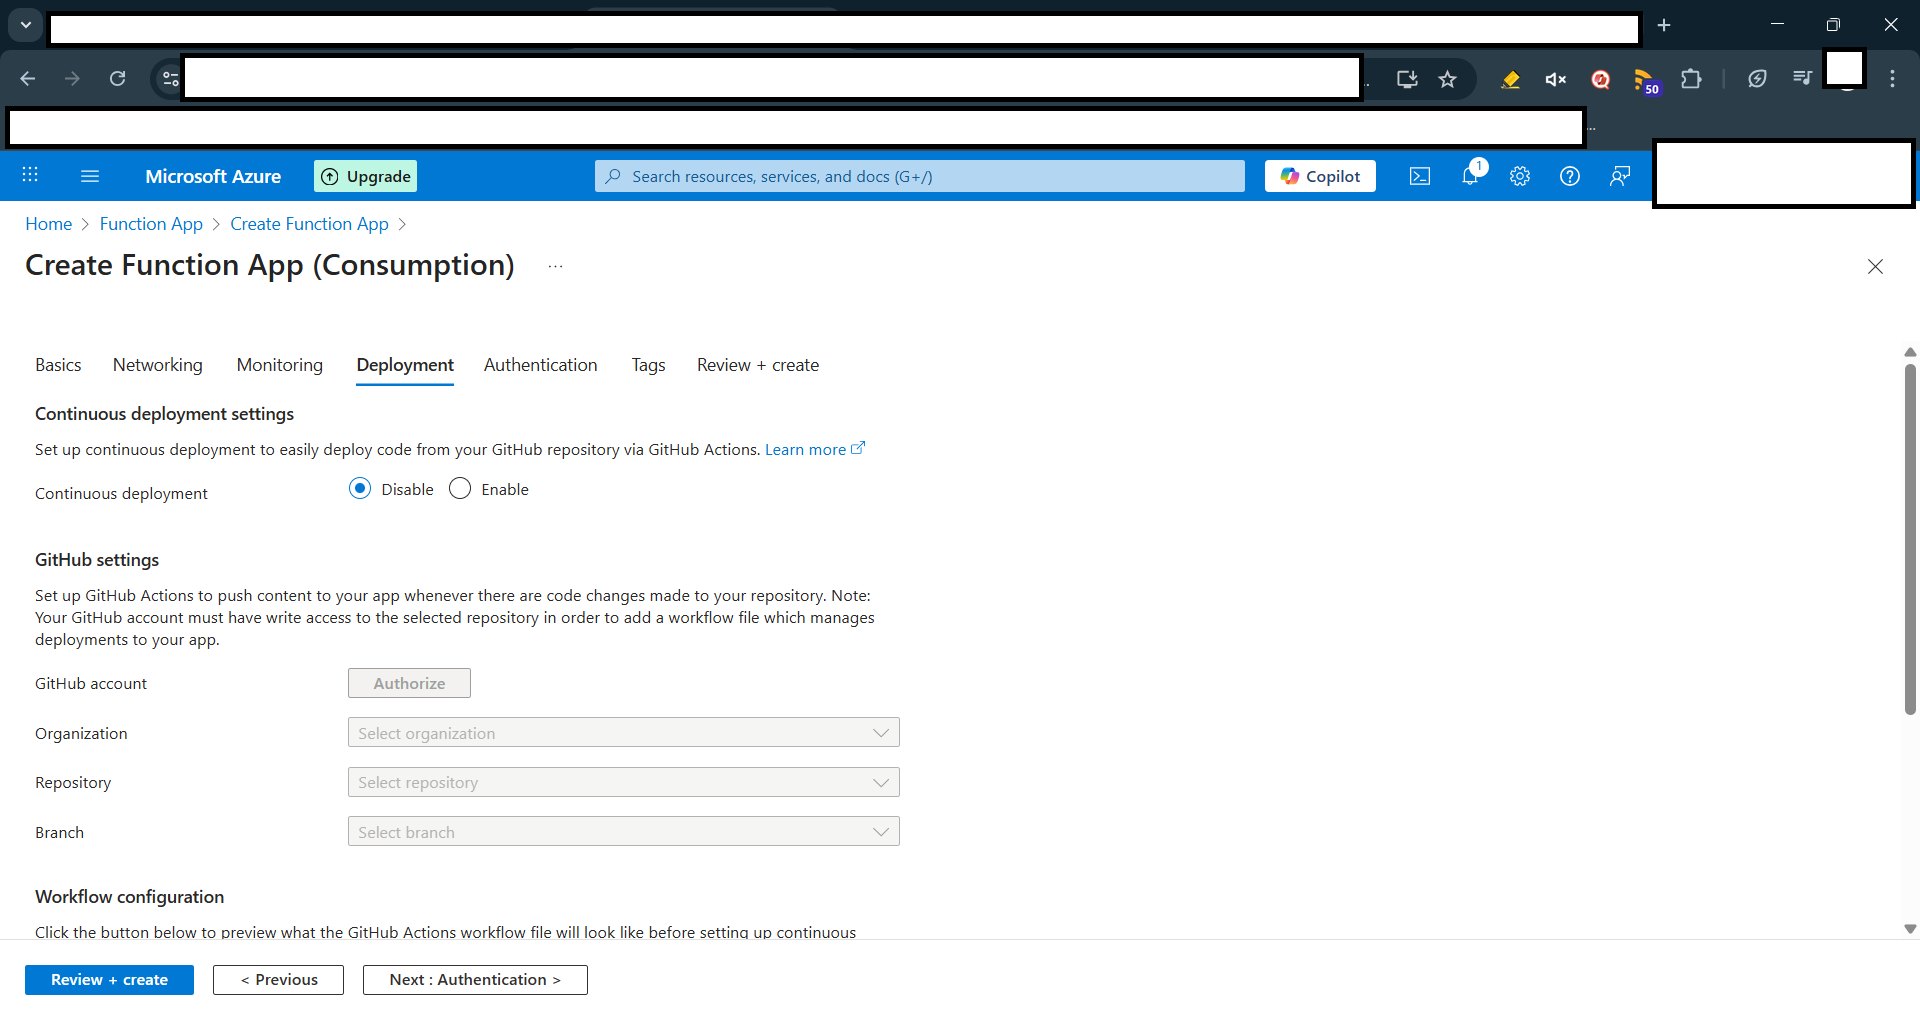 50
Microsoft Azure
Upgrade
Search resources, services, and docs (G+/)
Copilot
1
Home > Function App > Create Function App >
Create Function App (Consumption) ...
Basics Networking Monitoring Deployment Authentication Tags Review + create
Continuous deployment settings
Set up continuous deployment to easily deploy code from your GitHub repository via GitHub Actions. Learn more
Continuous deployment Disable Enable
GitHub settings
Set up GitHub Actions to push content to your app whenever there are code changes made to your repository. Note:
Your GitHub account must have write access to the selected repository in order to add a workflow file which manages
deployments to your app.
GitHub account Authorize
Organization Select organization
Repository Select repository
Branch Select branch
Workflow configuration
Click the button below to preview what the GitHub Actions workflow file will look like before setting up continuous
Review + create < Previous Next : Authentication >